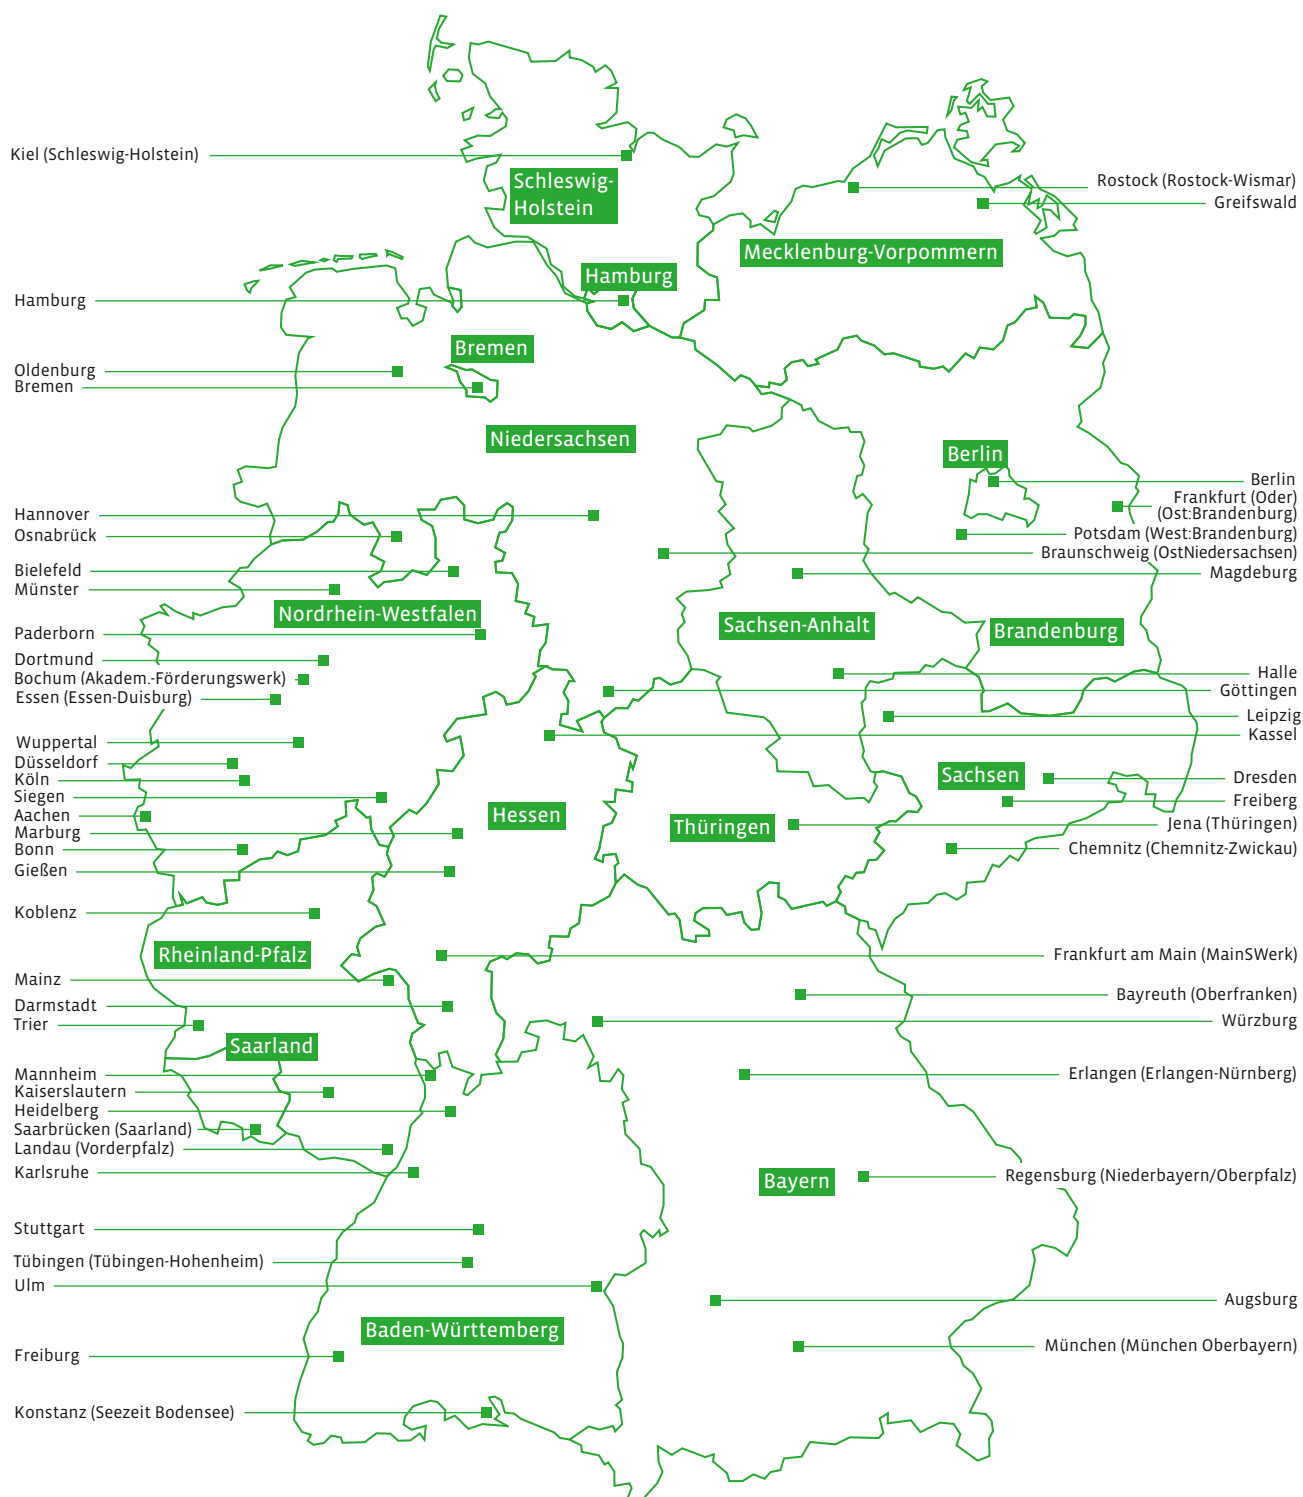 Kiel (Schleswig-Holstein)
Schleswig-
Holstein
Rostock (Rostock-Wismar)
Greifswald
Mecklenburg-Vorpommern
Hamburg
Hamburg
Bremen
Oldenburg
Bremen
Niedersachsen
Berlin
Berlin
Frankfurt (Oder)
(Ost:Brandenburg)
Hannover
Osnabrück
Potsdam (West:Brandenburg)
Braunschweig (OstNiedersachsen)
Bielefeld
Magdeburg
Münster
Nordrhein-Westfalen
Sachsen-Anhalt
Brandenburg
Paderborn
Dortmund
Bochum (Akadem.-Förderungswerk)
Essen (Essen-Duisburg)
Halle
Göttingen
Leipzig
Kassel
Wuppertal
Düsseldorf
Köln
Siegen
Aachen
Marburg
Bonn
Gießen
Sachsen
Dresden
Freiberg
Hessen
Thüringen
Jena (Thüringen)
Chemnitz (Chemnitz-Zwickau)
Koblenz
Rheinland-Pfalz
Frankfurt am Main (MainSWerk)
Mainz
Bayreuth (Oberfranken)
Darmstadt
Trier
Würzburg
Saarland
Mannheim
Erlangen (Erlangen-Nürnberg)
Kaiserslautern
Heidelberg
Saarbrücken (Saarland)
Landau (Vorderpfalz)
Karlsruhe
Bayern
Regensburg (Niederbayern/Oberpfalz)
Stuttgart
Tübingen (Tübingen-Hohenheim)
Ulm
Augsburg
Baden-Württemberg
München (München Oberbayern)
Freiburg
Konstanz (Seezeit Bodensee)